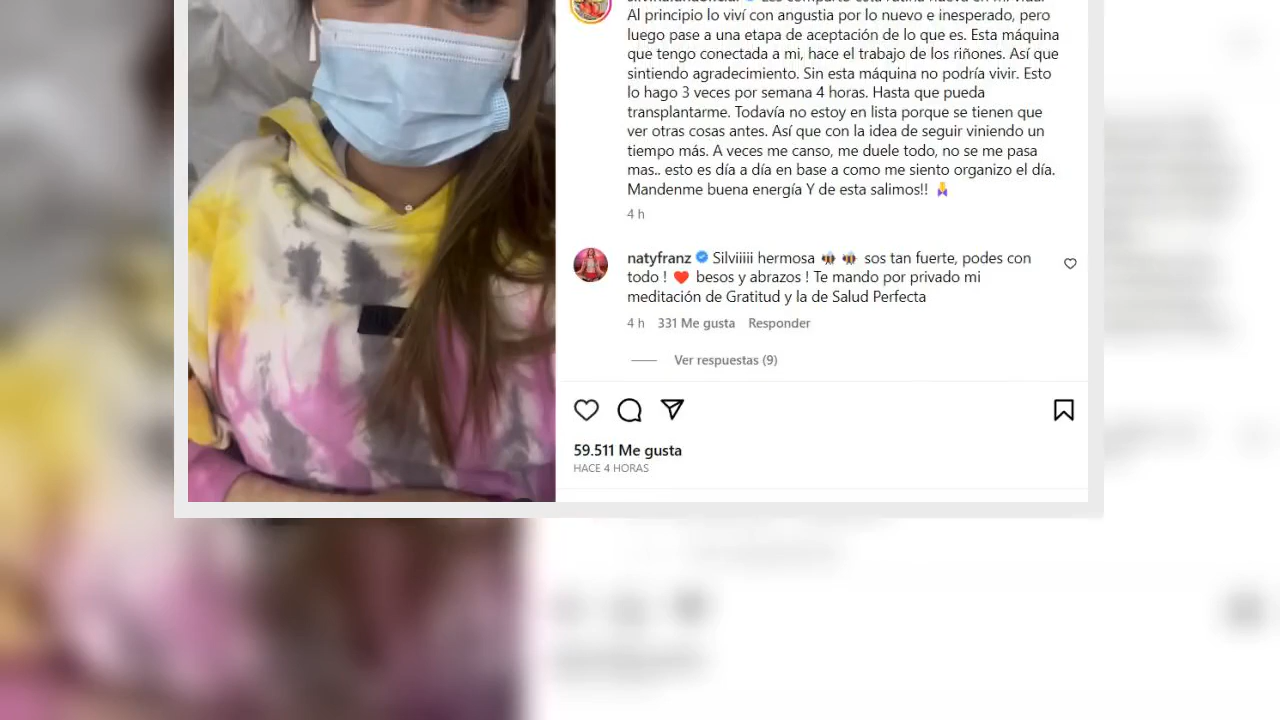 Al principio lo viví con angustia por lo nuevo e inesperado, pero
luego pase a una etapa de aceptación de lo que es. Esta máquina
que tengo conectada a mi, hace el trabajo de los riñones. Así que
sintiendo agradecimiento. Sin esta máquina no podría vivir. Esto
lo hago 3 veces por semana 4 horas. Hasta que pueda
transplantarme. Todavía no estoy en lista porque se tienen que
ver otras cosas antes. Así que con la idea de seguir viniendo un
tiempo más. A veces me canso, me duele todo, no se me pasa
mas.. esto es día a día en base a como me siento organizo el día.
Mandenme buena energía Y de esta salimos!!
4 h
natyfranz Silviiiii hermosa 🐝 🐝 sos tan fuerte, podes con
todo ! ❤️ besos y abrazos ! Te mando por privado mi
meditación de Gratitud y la de Salud Perfecta
4 h 331 Me gusta Responder
Ver respuestas (9)
59.511 Me gusta
HACE 4 HORAS